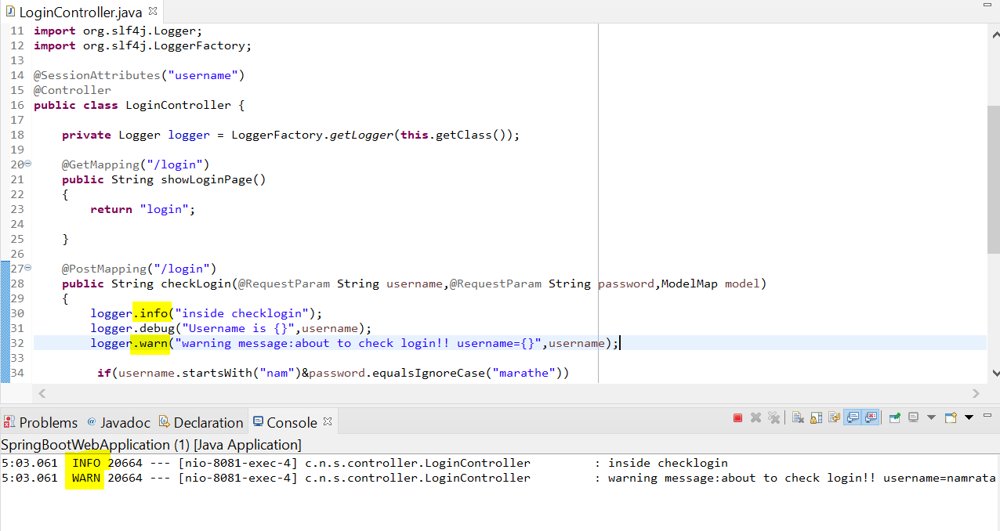 LoginController.java
11 import org.slf4j.Logger;
12 import org.slf4j.LoggerFactory;
13
14 @SessionAttributes("username")
15 @Controller
16 public class LoginController {
17
18     private Logger logger = LoggerFactory.getLogger(this.getClass());
19
20     @GetMapping("/login")
21     public String showLoginPage()
22     {
23         return "login";
24
25     }
26
27     @PostMapping("/login")
28     public String checkLogin(@RequestParam String username,@RequestParam String password,ModelMap model)
29     {
30         logger.info("inside checklogin");
31         logger.debug("Username is {}",username);
32         logger.warn("warning message:about to check login!! username={}",username);
33
34          if(username.startsWith("nam")&password.equalsIgnoreCase("marathe"))
Problems @ Javadoc Declaration Console
SpringBootWebApplication (1) [Java Application]
5:03.061  INFO 20664 --- [nio-8081-exec-4] c.n.s.controller.LoginController         : inside checklogin
5:03.061  WARN 20664 --- [nio-8081-exec-4] c.n.s.controller.LoginController         : warning message:about to check login!! username=namrata